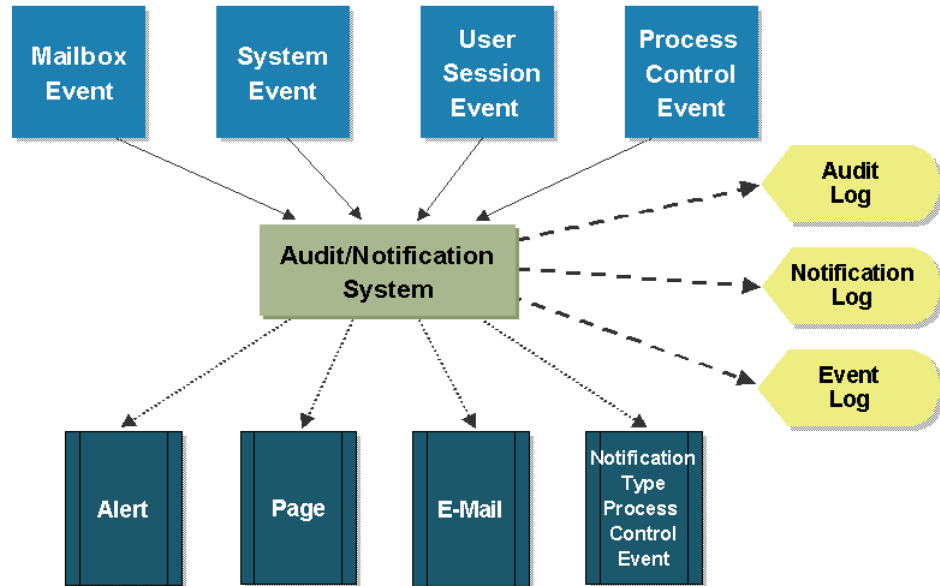 Mailbox
Event
System
Event
User
Session
Event
Process
Control
Event
Audit
Log
Audit/Notification
System
Notification
Log
Event
Log
Alert
Page
E-Mail
Notification
Type
Process
Control
Event